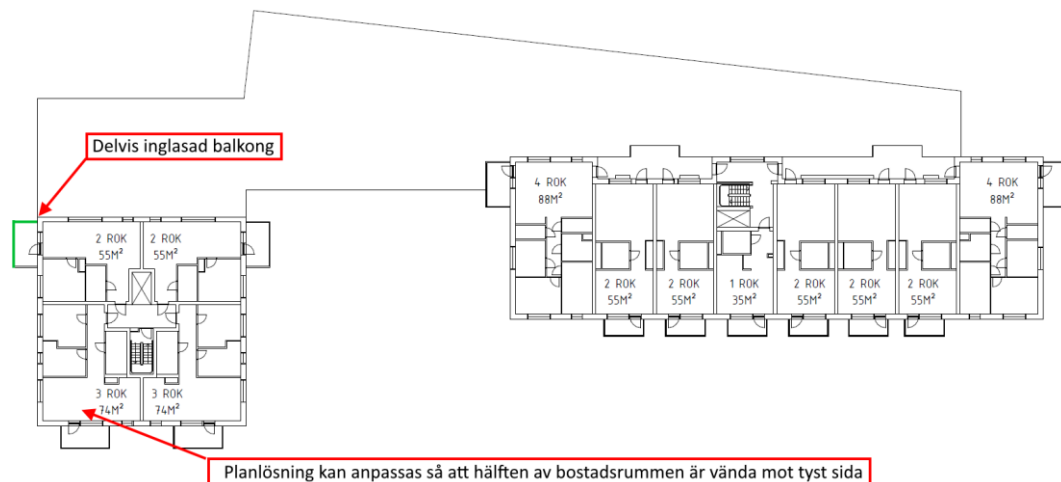 Delvis inglasad balkong
4 ROK
88M²
4 ROK
88M²
2 ROK
55M²
2 ROK
55M²
2 ROK
55M²
2 ROK
55M²
1 ROK
35M²
2 ROK
55M²
2 ROK
55M²
2 ROK
55M²
3 ROK
74M²
3 ROK
74M²
Planlösning kan anpassas så att hälften av bostadsrummen är vända mot tyst sida